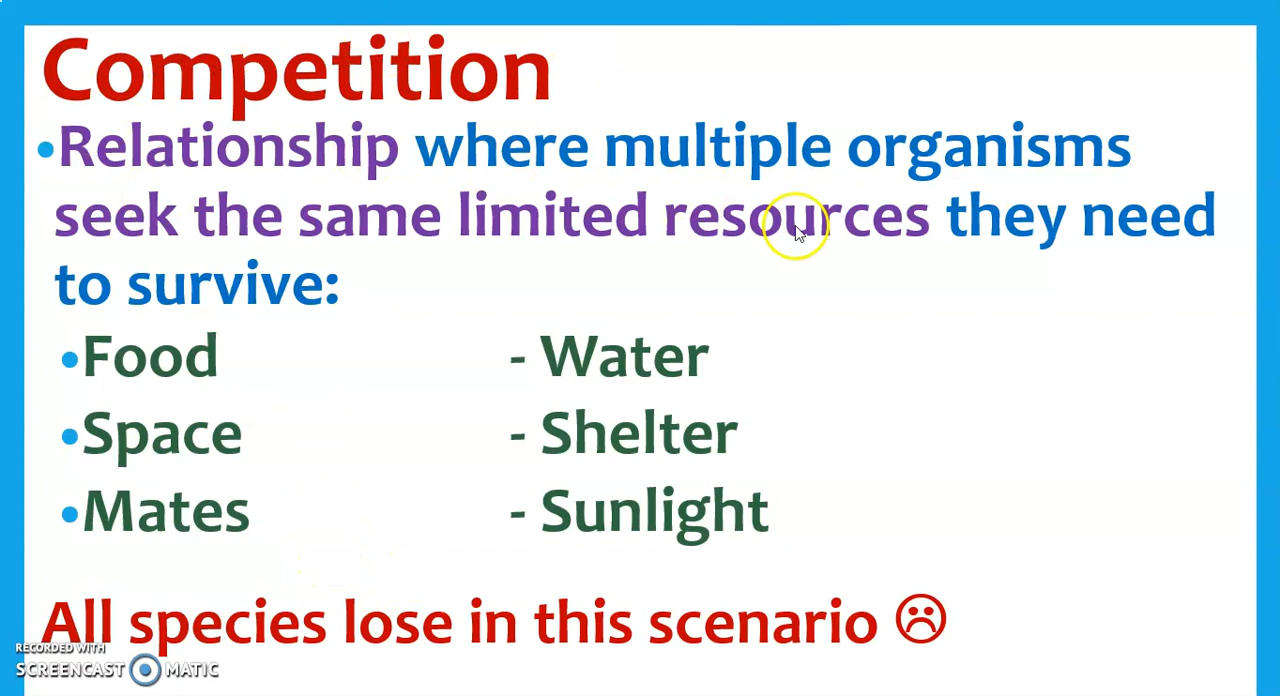 Competition
•Relationship where multiple organisms
seek the same limited resources they need
to survive:
•Food - Water
•Space - Shelter
•Mates - Sunlight
All species lose in this scenario ☹
RECORDED WITH
SCREENCAST MATIC